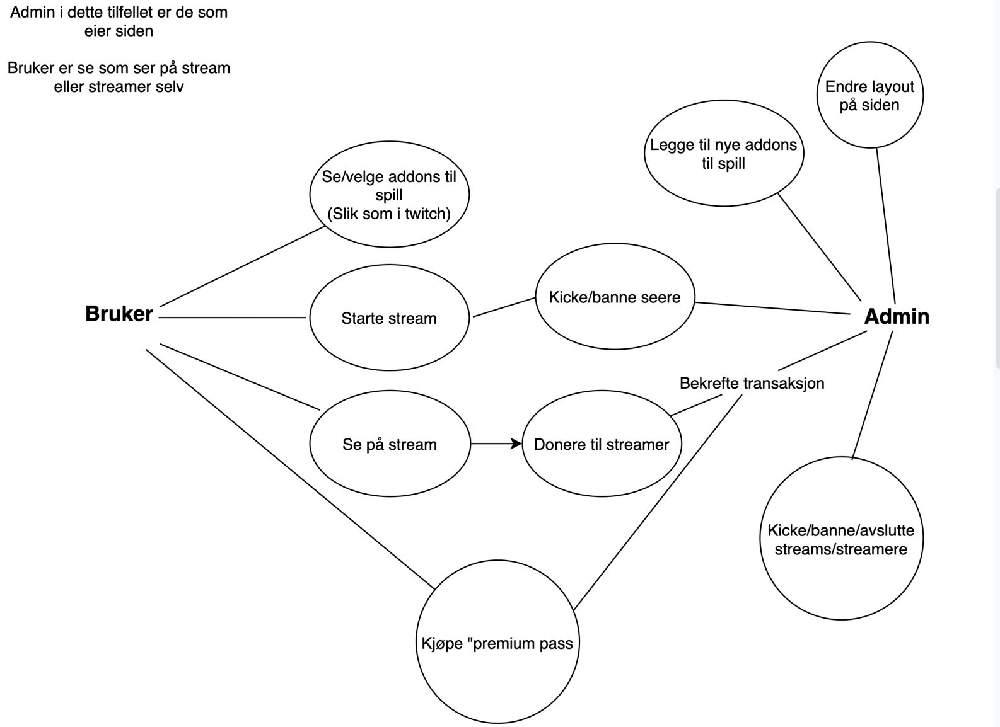 Admin i dette tilfellet er de som
eier siden
Bruker er se som ser på stream
eller streamer selv
Endre layout
på siden
Legge til nye addons
til spill
Se/velge addons til
spill
(Slik som i twitch)
Kicke/banne seere
Bruker
Starte stream
Admin
Bekrefte transaksjon
Se på stream
Donere til streamer
Kicke/banne/avslutte
streams/streamere
Kjøpe "premium pass